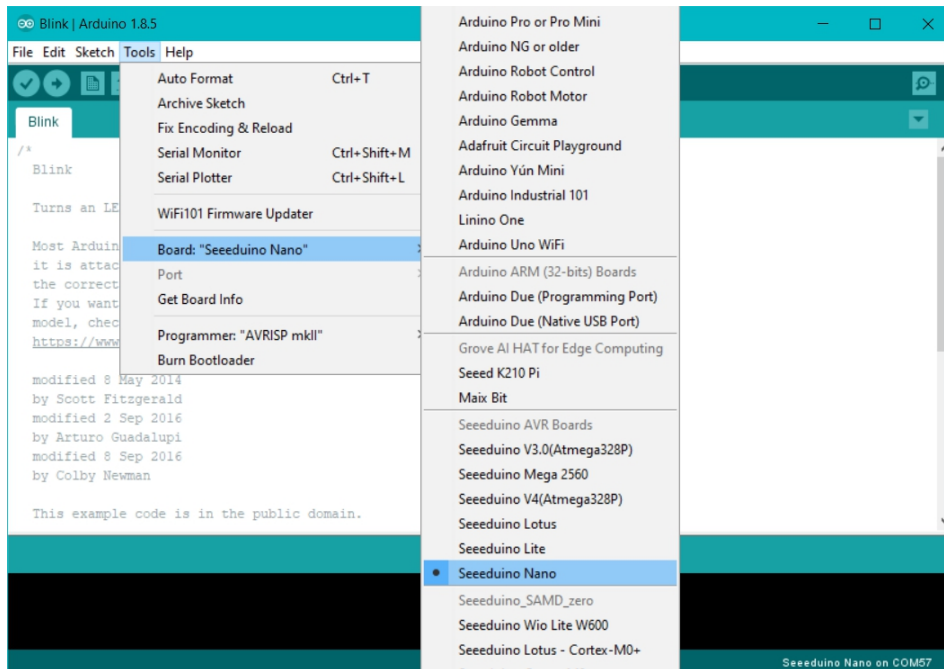 Blink | Arduino 1.8.5
File Edit Sketch Tools Help
Blink
/*
Blink
Turns an LE
Most Arduin
it is attac
the correct
If you want
model, chec
https://www
modified 8 May 2014
by Scott Fitzgerald
modified 2 Sep 2016
by Arturo Guadalupi
modified 8 Sep 2016
by Colby Newman
This example code is in the public domain.
Auto Format Ctrl+T
Archive Sketch
Fix Encoding & Reload
Serial Monitor Ctrl+Shift+M
Serial Plotter Ctrl+Shift+L
WiFi101 Firmware Updater
Board: "Seeeduino Nano"
Port
Get Board Info
Programmer: "AVRISP mkII"
Burn Bootloader
Arduino Pro or Pro Mini
Arduino NG or older
Arduino Robot Control
Arduino Robot Motor
Arduino Gemma
Adafruit Circuit Playground
Arduino Yún Mini
Arduino Industrial 101
Linino One
Arduino Uno WiFi
Arduino ARM (32-bits) Boards
Arduino Due (Programming Port)
Arduino Due (Native USB Port)
Grove AI HAT for Edge Computing
Seeed K210 Pi
Maix Bit
Seeeduino AVR Boards
Seeeduino V3.0(Atmega328P)
Seeeduino Mega 2560
Seeeduino V4(Atmega328P)
Seeeduino Lotus
Seeeduino Lite
Seeeduino Nano
Seeeduino_SAMD_zero
Seeeduino Wio Lite W600
Seeeduino Lotus - Cortex-M0+
Seeeduino Nano on COM57